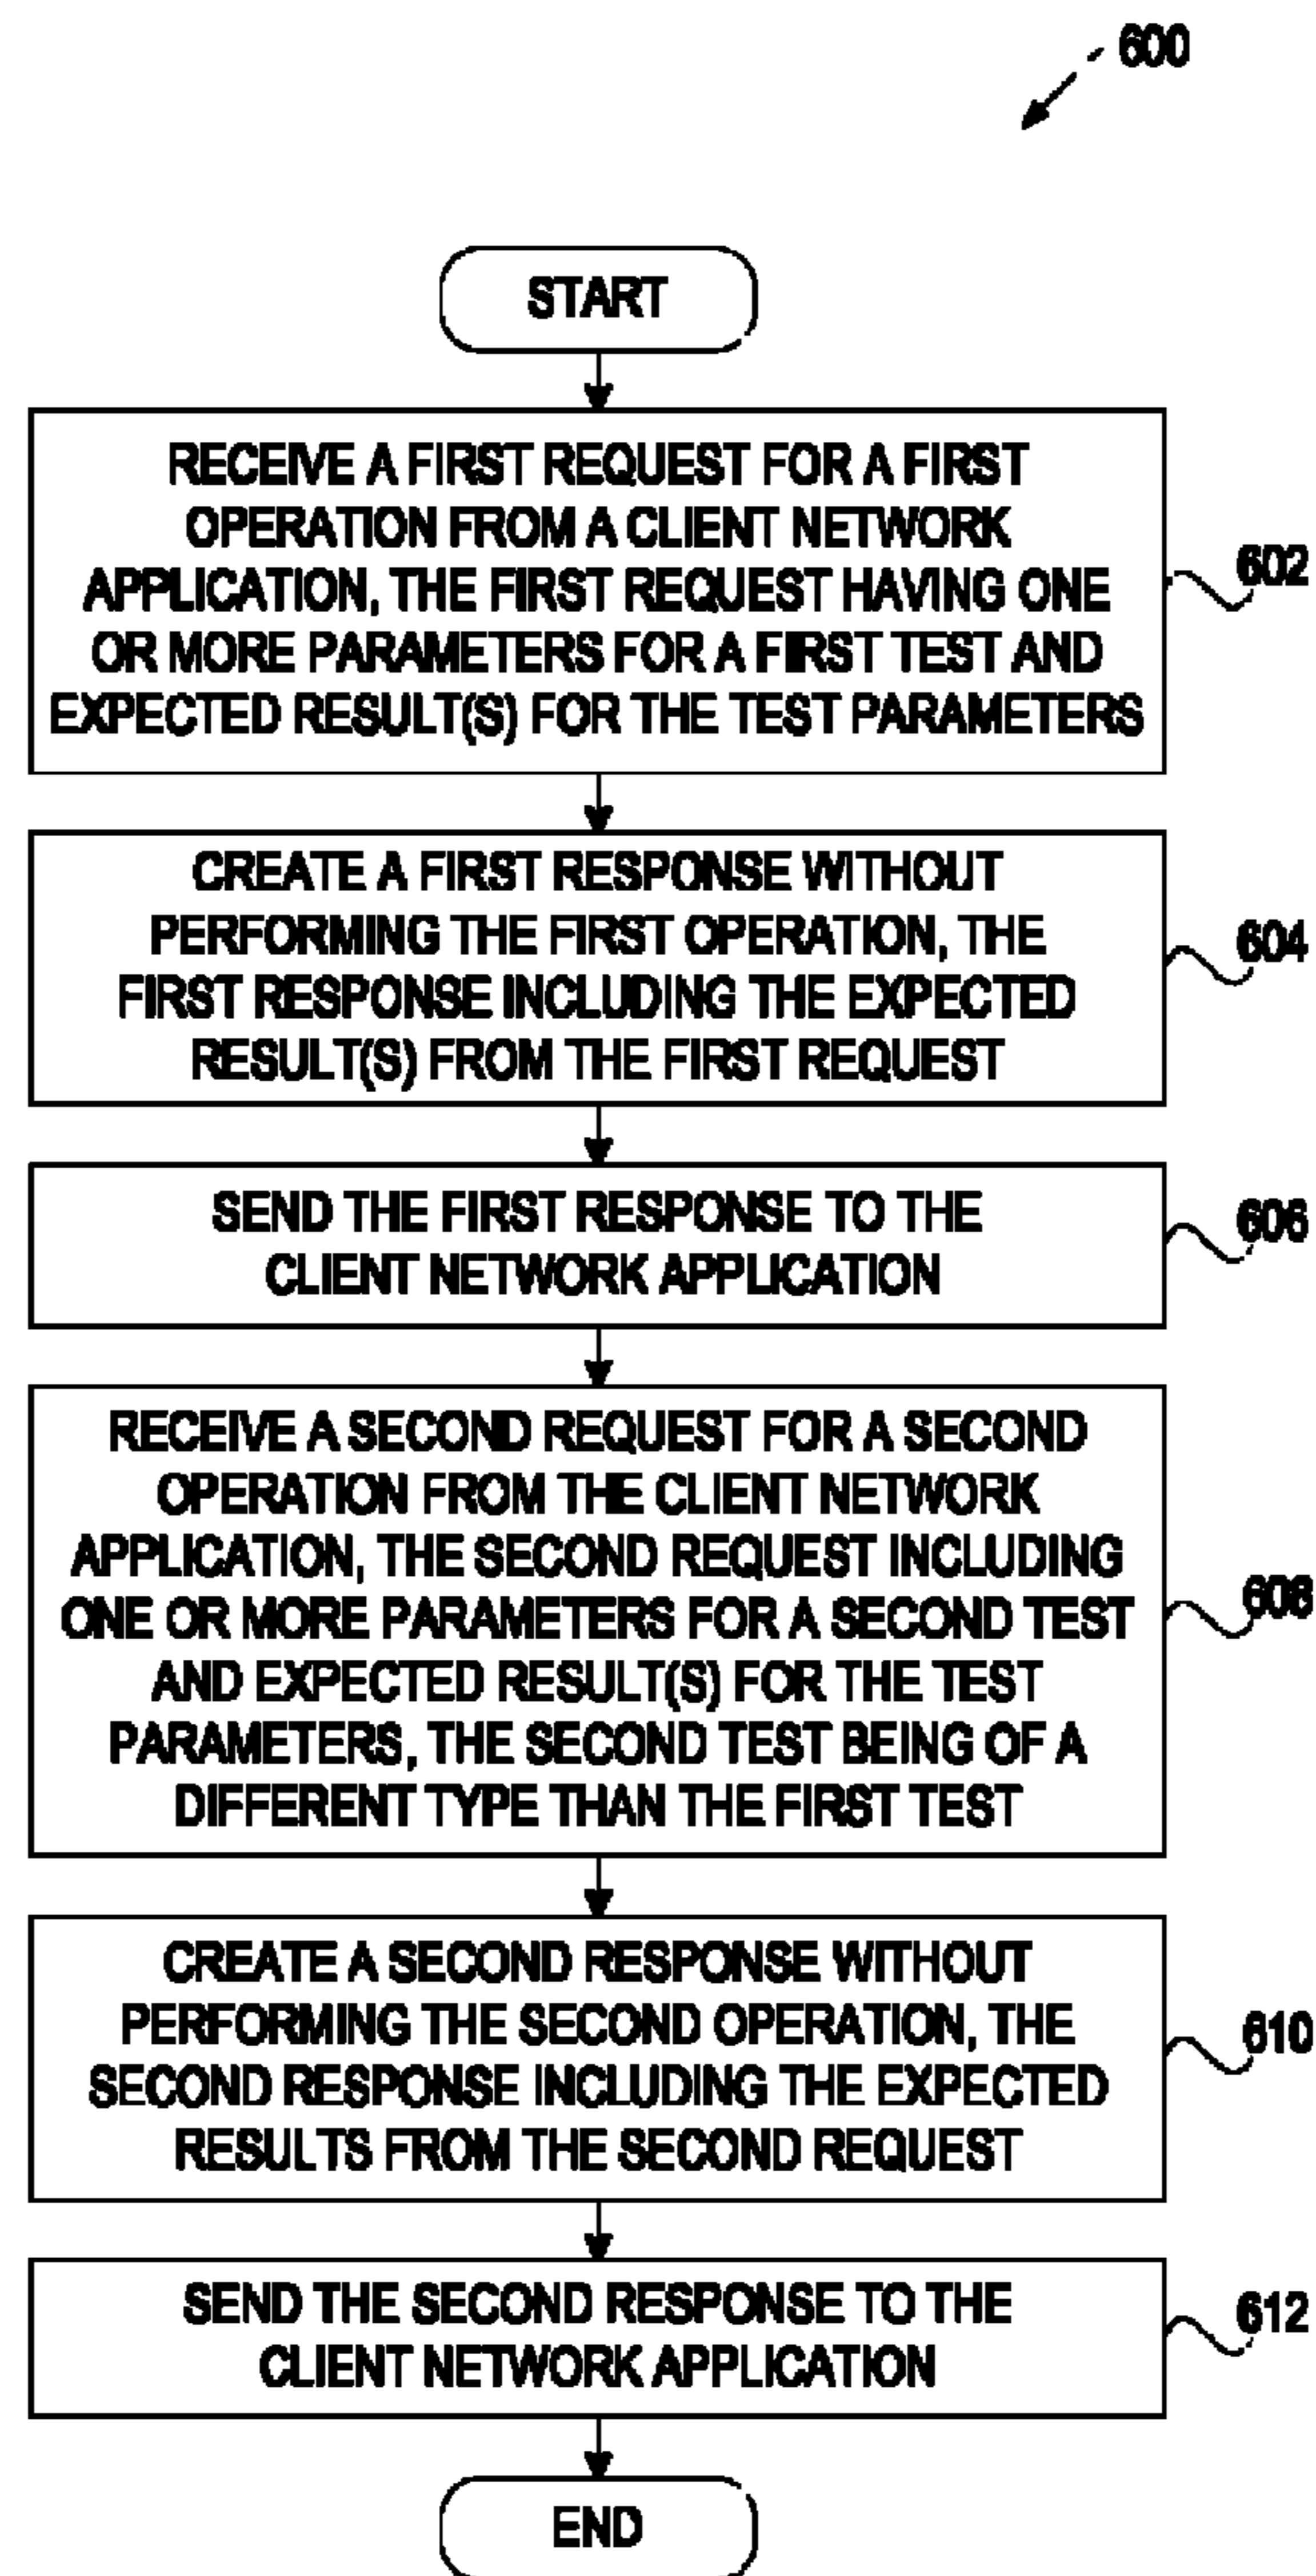 600
START
RECEIVE A FIRST REQUEST FOR A FIRST
OPERATION FROM A CLIENT NETWORK
APPLICATION, THE FIRST REQUEST HAVING ONE
OR MORE PARAMETERS FOR A FIRST TEST AND
EXPECTED RESULT(S) FOR THE TEST PARAMETERS
602
CREATE A FIRST RESPONSE WITHOUT
PERFORMING THE FIRST OPERATION, THE
FIRST RESPONSE INCLUDING THE EXPECTED
RESULT(S) FROM THE FIRST REQUEST
604
SEND THE FIRST RESPONSE TO THE
CLIENT NETWORK APPLICATION
606
RECEIVE A SECOND REQUEST FOR A SECOND
OPERATION FROM THE CLIENT NETWORK
APPLICATION, THE SECOND REQUEST INCLUDING
ONE OR MORE PARAMETERS FOR A SECOND TEST
AND EXPECTED RESULT(S) FOR THE TEST
PARAMETERS, THE SECOND TEST BEING OF A
DIFFERENT TYPE THAN THE FIRST TEST
608
CREATE A SECOND RESPONSE WITHOUT
PERFORMING THE SECOND OPERATION, THE
SECOND RESPONSE INCLUDING THE EXPECTED
RESULTS FROM THE SECOND REQUEST
610
SEND THE SECOND RESPONSE TO THE
CLIENT NETWORK APPLICATION
612
END